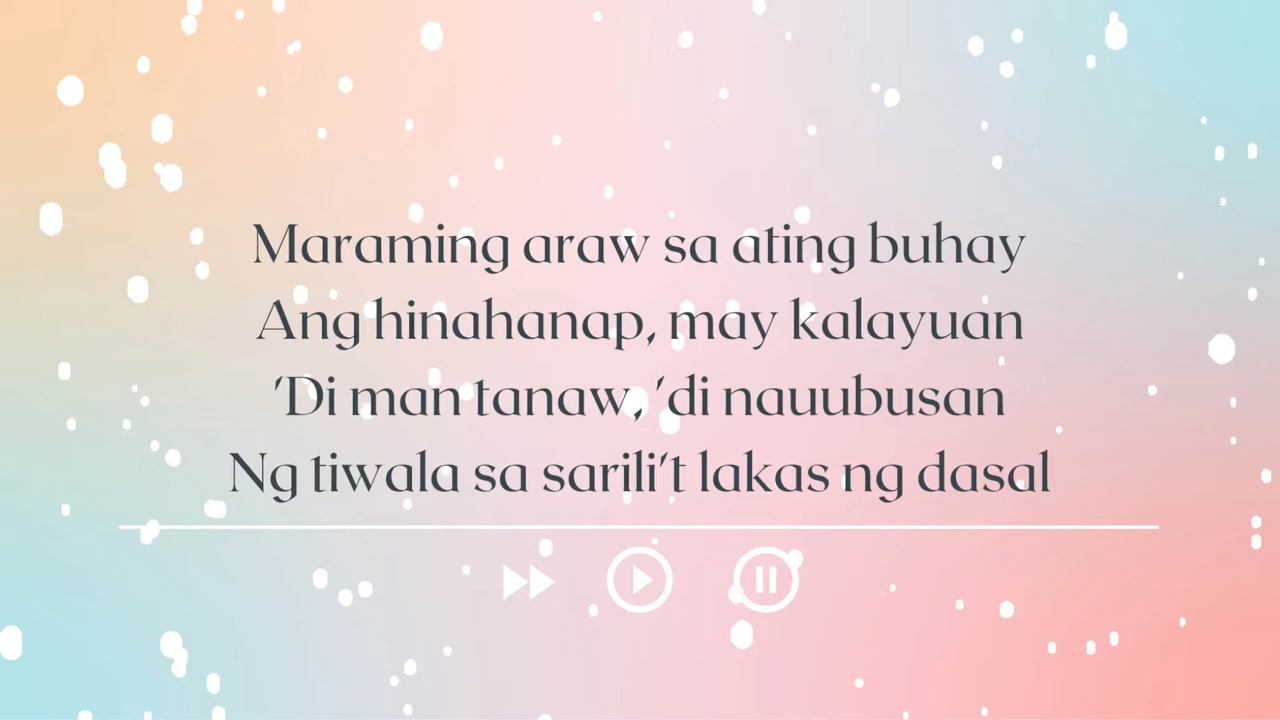 Maraming araw sa ating buhay
Ang hinahanap, may kalayuan
'Di man tanaw, 'di nauubusan
Ng tiwala sa sarili't lakas ng dasal